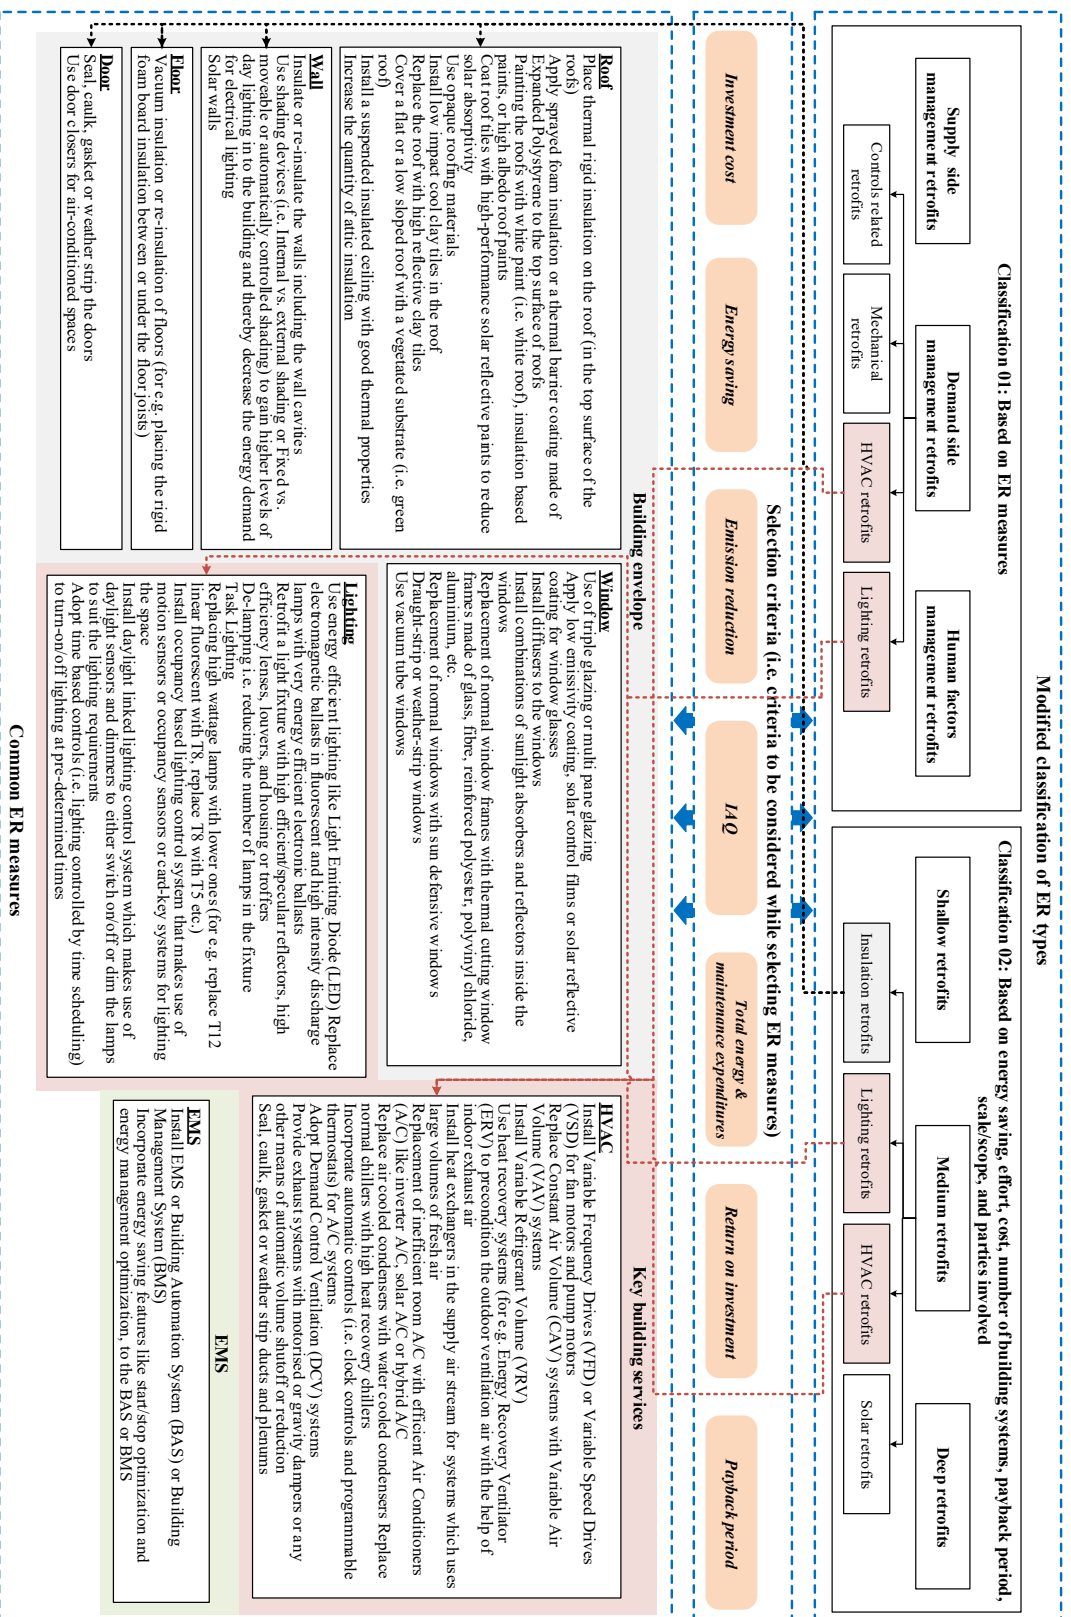 Modified classification of ER types
Classification 01: Based on ER measures
Supply side
management retrofits
Demand side
management retrofits
Human factors
management retrofits
Controls related
retrofits
Mechanical
retrofits
HVAC retrofits
Lighting retrofits
Classification 02: Based on energy saving, effort, cost, number of building systems, payback period,
scale/scope, and parties involved
Shallow retrofits
Medium retrofits
Deep retrofits
Insulation retrofits
Lighting retrofits
HVAC retrofits
Solar retrofits
Selection criteria (i.e. criteria to be considered while selecting ER measures)
Investment cost
Energy saving
Emission reduction
IAQ
Total energy &
maintenance expenditures
Return on investment
Payback period
Building envelope
Roof
Place thermal rigid insulation on the roof (in the top surface of the
roofs)
Apply sprayed foam insulation or a thermal barrier coating made of
Expanded Polystyrene to the top surface of roofs
Painting the roofs with white paint (i.e. white roof), insulation based
paints, or high albedo roof paints
Coat roof tiles with high-performance solar reflective paints to reduce
solar absorptivity
Use opaque roofing materials
Install low impact cool clay tiles in the roof
Replace the roof with high reflective clay tiles
Cover a flat or a low sloped roof with a vegetated substrate (i.e. green
roof)
Install a suspended insulated ceiling with good thermal properties
Increase the quantity of attic insulation
Wall
Insulate or re-insulate the walls including the wall cavities
Use shading devices (i.e. Internal vs. external shading or Fixed vs.
moveable or automatically controlled shading) to gain higher levels of
day lighting in to the building and thereby decrease the energy demand
for electrical lighting
Solar walls
Floor
Vacuum insulation or re-insulation of floors (for e.g. placing the rigid
foam board insulation between or under the floor joists)
Door
Seal, caulk, gasket or weather strip the doors
Use door closers for air-conditioned spaces
Window
Use of triple glazing or multi pane glazing
Apply low emissivity coating, solar control films or solar reflective
coating for window glasses
Install diffusers to the windows
Install combinations of sunlight absorbers and reflectors inside the
windows
Replacement of normal window frames with thermal cutting window
frames made of glass, fibre, reinforced polyester, polyvinyl chloride,
aluminium, etc.
Replacement of normal windows with sun defensive windows
Draught-strip or weather-strip windows
Use vacuum tube windows
Lighting
Use energy efficient lighting like Light Emitting Diode (LED) Replace
electromagnetic ballasts in fluorescent and high intensity discharge
lamps with very energy efficient electronic ballasts
Retrofit a light fixture with high efficient/specular reflectors, high
efficiency lenses, louvers, and housing or troffers
De-lamping i.e. reducing the number of lamps in the fixture
Task Lighting
Replacing high wattage lamps with lower ones (for e.g. replace T12
linear fluorescent with T8, replace T8 with T5 etc.)
Install occupancy based lighting control system that makes use of
motion sensors or occupancy sensors or card-key systems for lighting
the space
Install daylight linked lighting control system which makes use of
daylight sensors and dimmers to either switch on/off or dim the lamps
to suit the lighting requirements
Adopt time based controls (i.e. lighting controlled by time scheduling)
to turn-on/off lighting at pre-determined times
Key building services
HVAC
Install Variable Frequency Drives (VFD) or Variable Speed Drives
(VSD) for fan motors and pump motors
Replace Constant Air Volume (CAV) systems with Variable Air
Volume (VAV) systems
Install Variable Refrigerant Volume (VRV)
Use heat recovery systems (for e.g. Energy Recovery Ventilator
(ERV) to precondition the outdoor ventilation air with the help of
indoor exhaust air
Install heat exchangers in the supply air stream for systems which uses
large volumes of fresh air
Replacement of inefficient room A/C with efficient Air Conditioners
(A/C) like inverter A/C, solar A/C or hybrid A/C
Replace air cooled condensers with water cooled condensers Replace
normal chillers with high heat recovery chillers
Incorporate automatic controls (i.e. clock controls and programmable
thermostats) for A/C systems
Adopt Demand Control Ventilation (DCV) systems
Provide exhaust systems with motorised or gravity dampers or any
other means of automatic volume shutoff or reduction
Seal, caulk, gasket or weather strip ducts and plenums
EMS
EMS
Install EMS or Building Automation System (BAS) or Building
Management System (BMS)
Incorporate energy saving features like start/stop optimization and
energy management optimization, to the BAS or BMS
Common ER measures